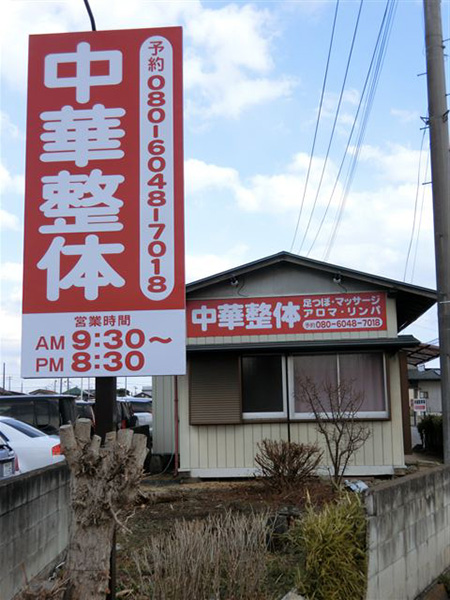 中華整体
予約 080-6048-7018
営業時間
AM 9:30~
PM 8:30
中華整体
足つぼ・マッサージ
アロマ・リンパ
予約 080-6048-7018